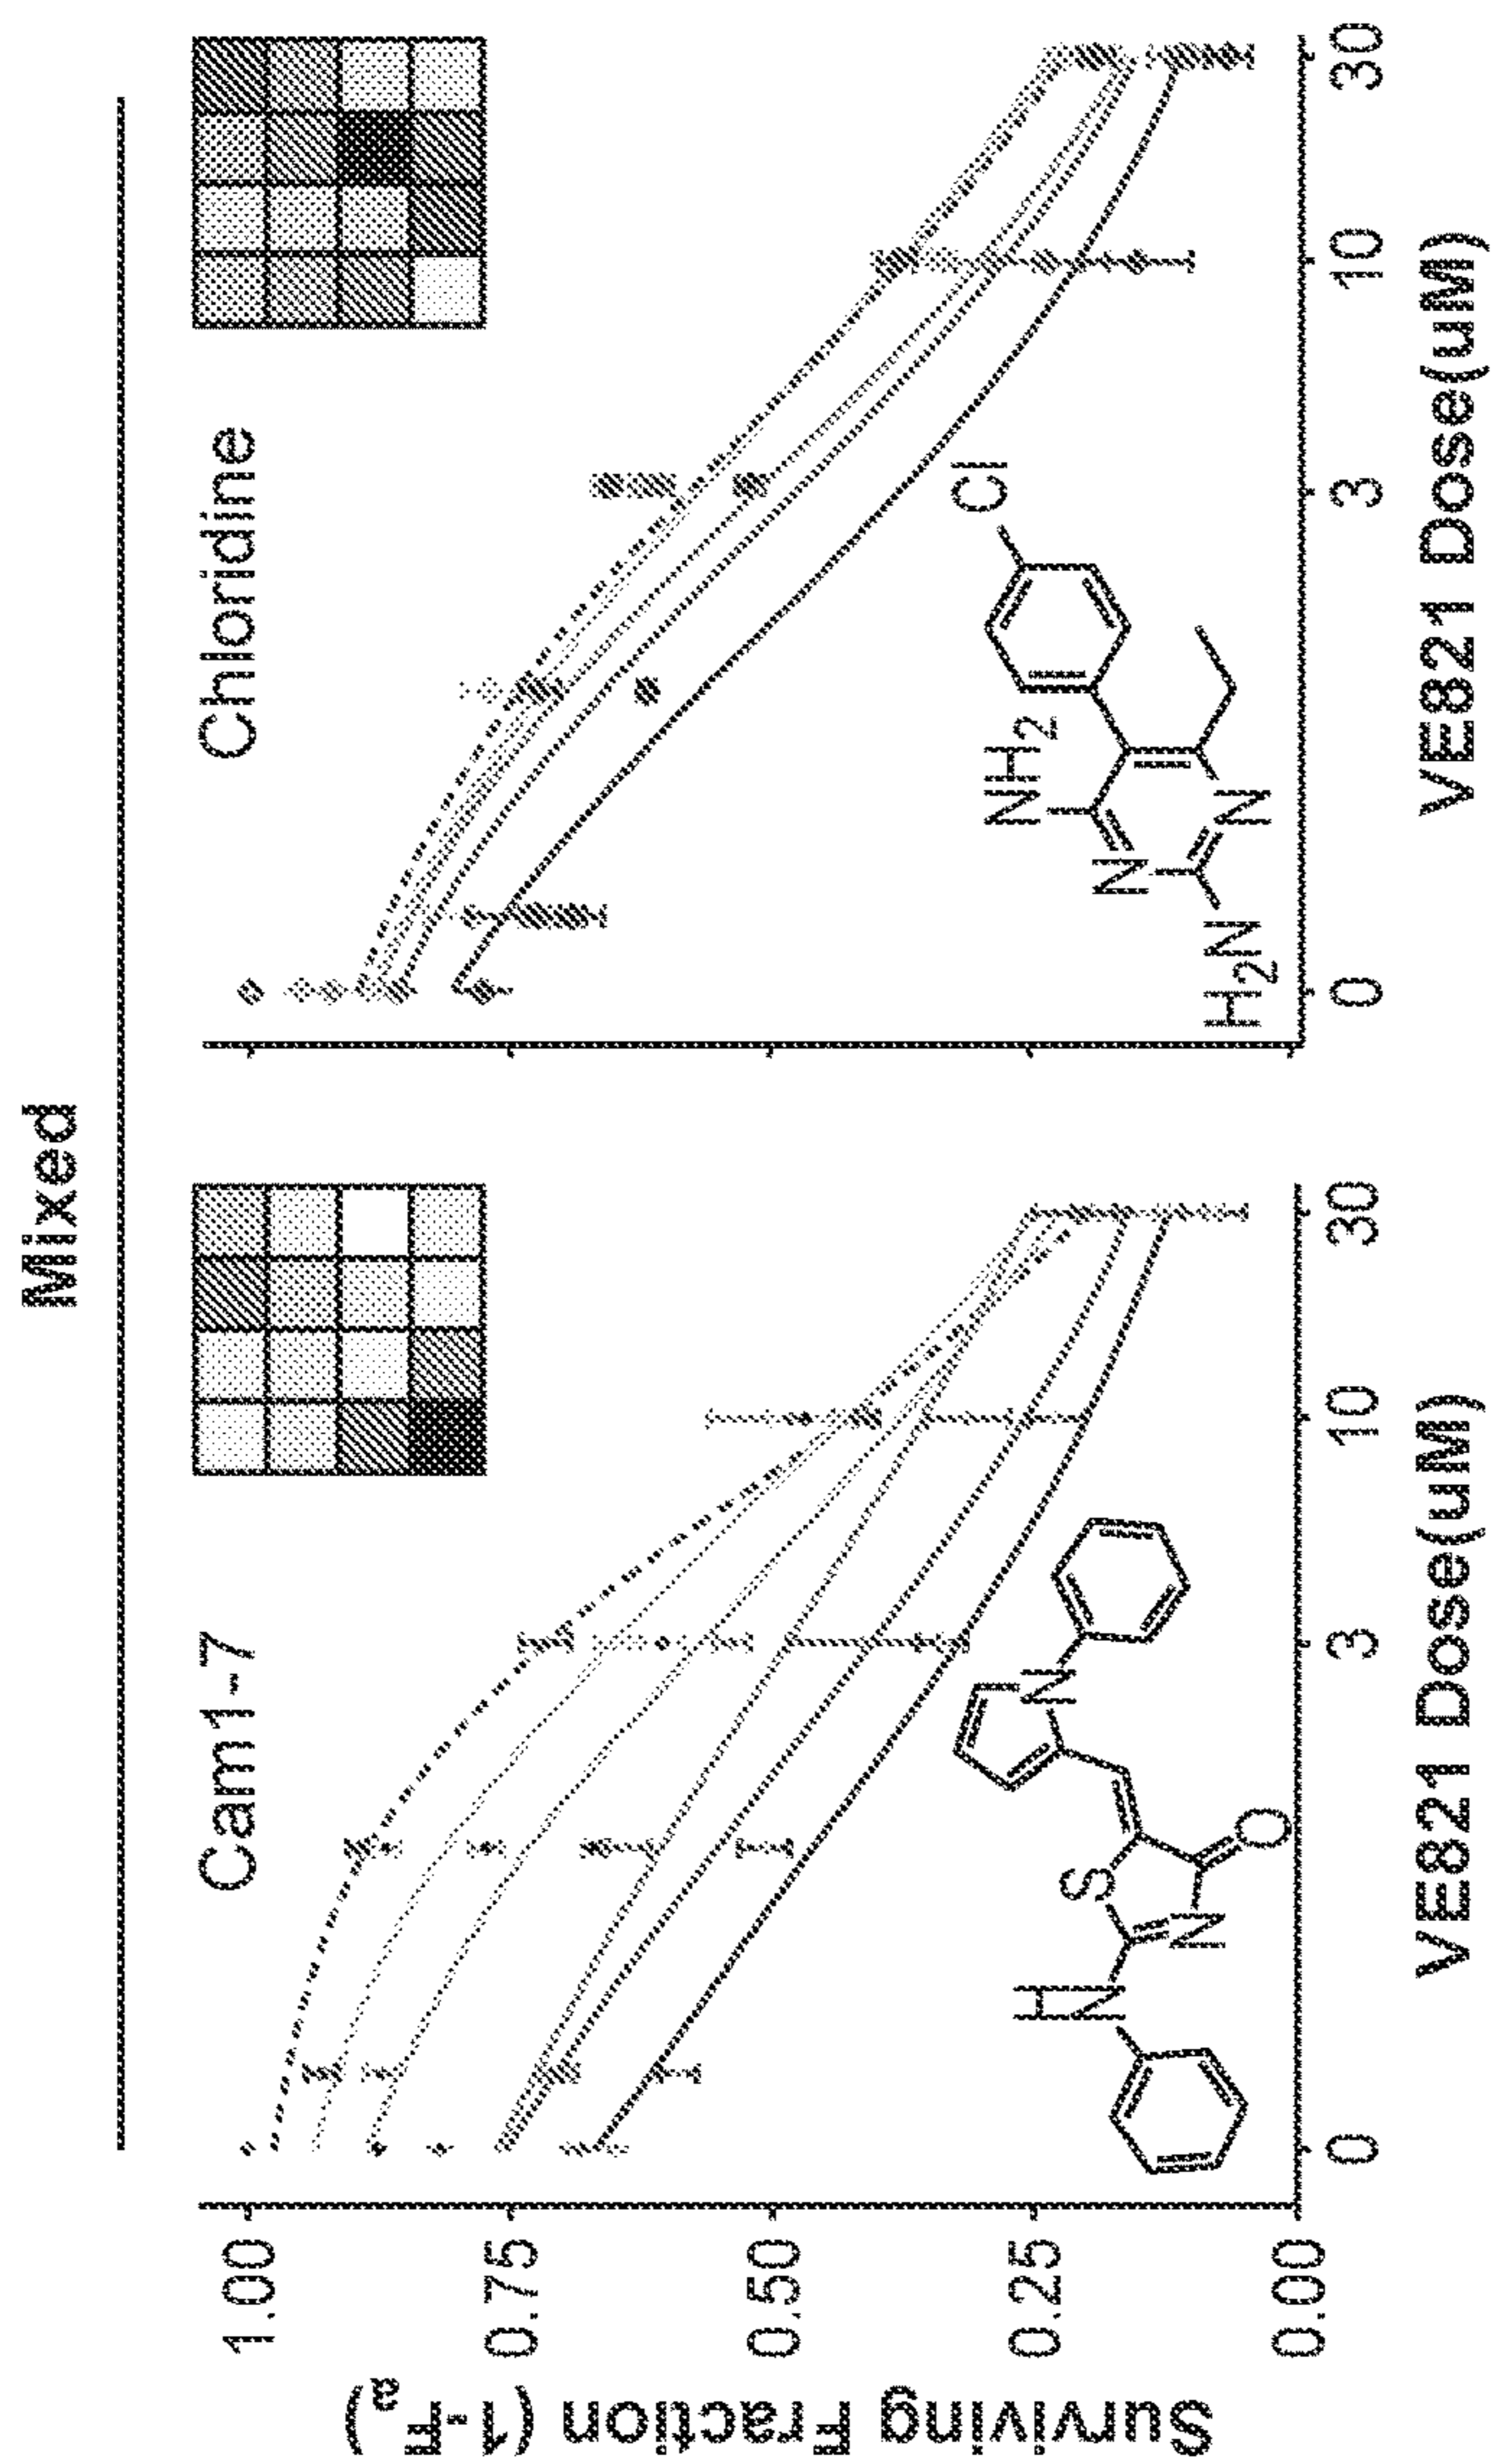 Mixed
Cam1-7
Chloridine
Surviving Fraction (1-Fa)
1.00
0.75
0.50
0.25
0.00
H
N
S
N
O
N
NH2
Cl
N
N
H2N
0 3 10 30
0 3 10 30
VE821 Dose(uM)
VE821 Dose(uM)